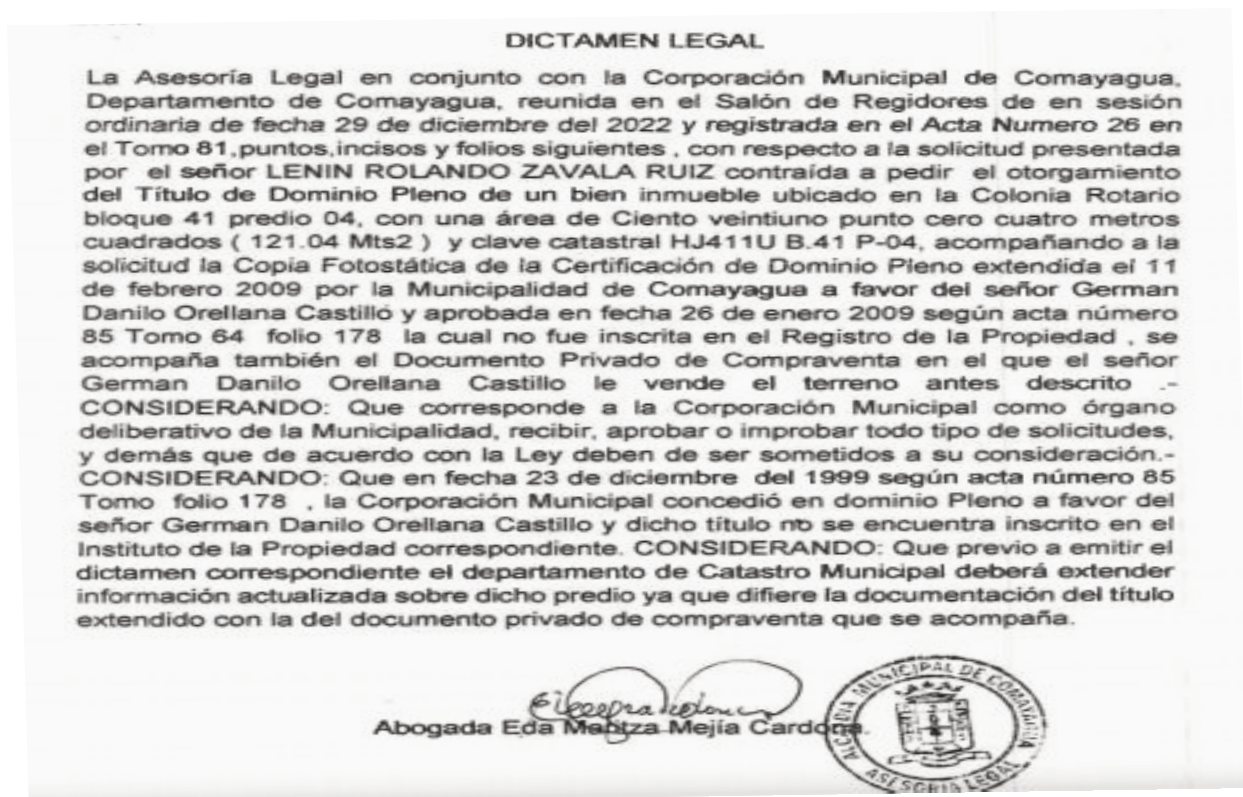 DICTAMEN LEGAL
La Asesoría Legal en conjunto con la Corporación Municipal de Comayagua,
Departamento de Comayagua, reunida en el Salón de Regidores de en sesión
ordinaria de fecha 29 de diciembre del 2022 y registrada en el Acta Numero 26 en
el Tomo 81,puntos,incisos y folios siguientes , con respecto a la solicitud presentada
por el señor LENIN ROLANDO ZAVALA RUIZ contraída a pedir el otorgamiento
del Título de Dominio Pleno de un bien inmueble ubicado en la Colonia Rotario
bloque 41 predio 04, con una área de Ciento veintiuno punto cero cuatro metros
cuadrados ( 121.04 Mts2 ) y clave catastral HJ411U B.41 P-04, acompañando a la
solicitud la Copia Fotostática de la Certificación de Dominio Pleno extendida el 11
de febrero 2009 por la Municipalidad de Comayagua a favor del señor German
Danilo Orellana Castilló y aprobada en fecha 26 de enero 2009 según acta número
85 Tomo 64 folio 178 la cual no fue inscrita en el Registro de la Propiedad , se
acompaña también el Documento Privado de Compraventa en el que el señor
German Danilo Orellana Castillo le vende el terreno antes descrito .-
CONSIDERANDO: Que corresponde a la Corporación Municipal como órgano
deliberativo de la Municipalidad, recibir, aprobar o improbar todo tipo de solicitudes,
y demás que de acuerdo con la Ley deben de ser sometidos a su consideración.-
CONSIDERANDO: Que en fecha 23 de diciembre del 1999 según acta número 85
Tomo folio 178 , la Corporación Municipal concedió en dominio Pleno a favor del
señor German Danilo Orellana Castillo y dicho título no se encuentra inscrito en el
Instituto de la Propiedad correspondiente. CONSIDERANDO: Que previo a emitir el
dictamen correspondiente el departamento de Catastro Municipal deberá extender
información actualizada sobre dicho predio ya que difiere la documentación del título
extendido con la del documento privado de compraventa que se acompaña.
Abogada Eda Maritza Mejía Cardona.
ALCALDIA MUNICIPAL DE COMAYAGUA
ASESORIA LEGAL